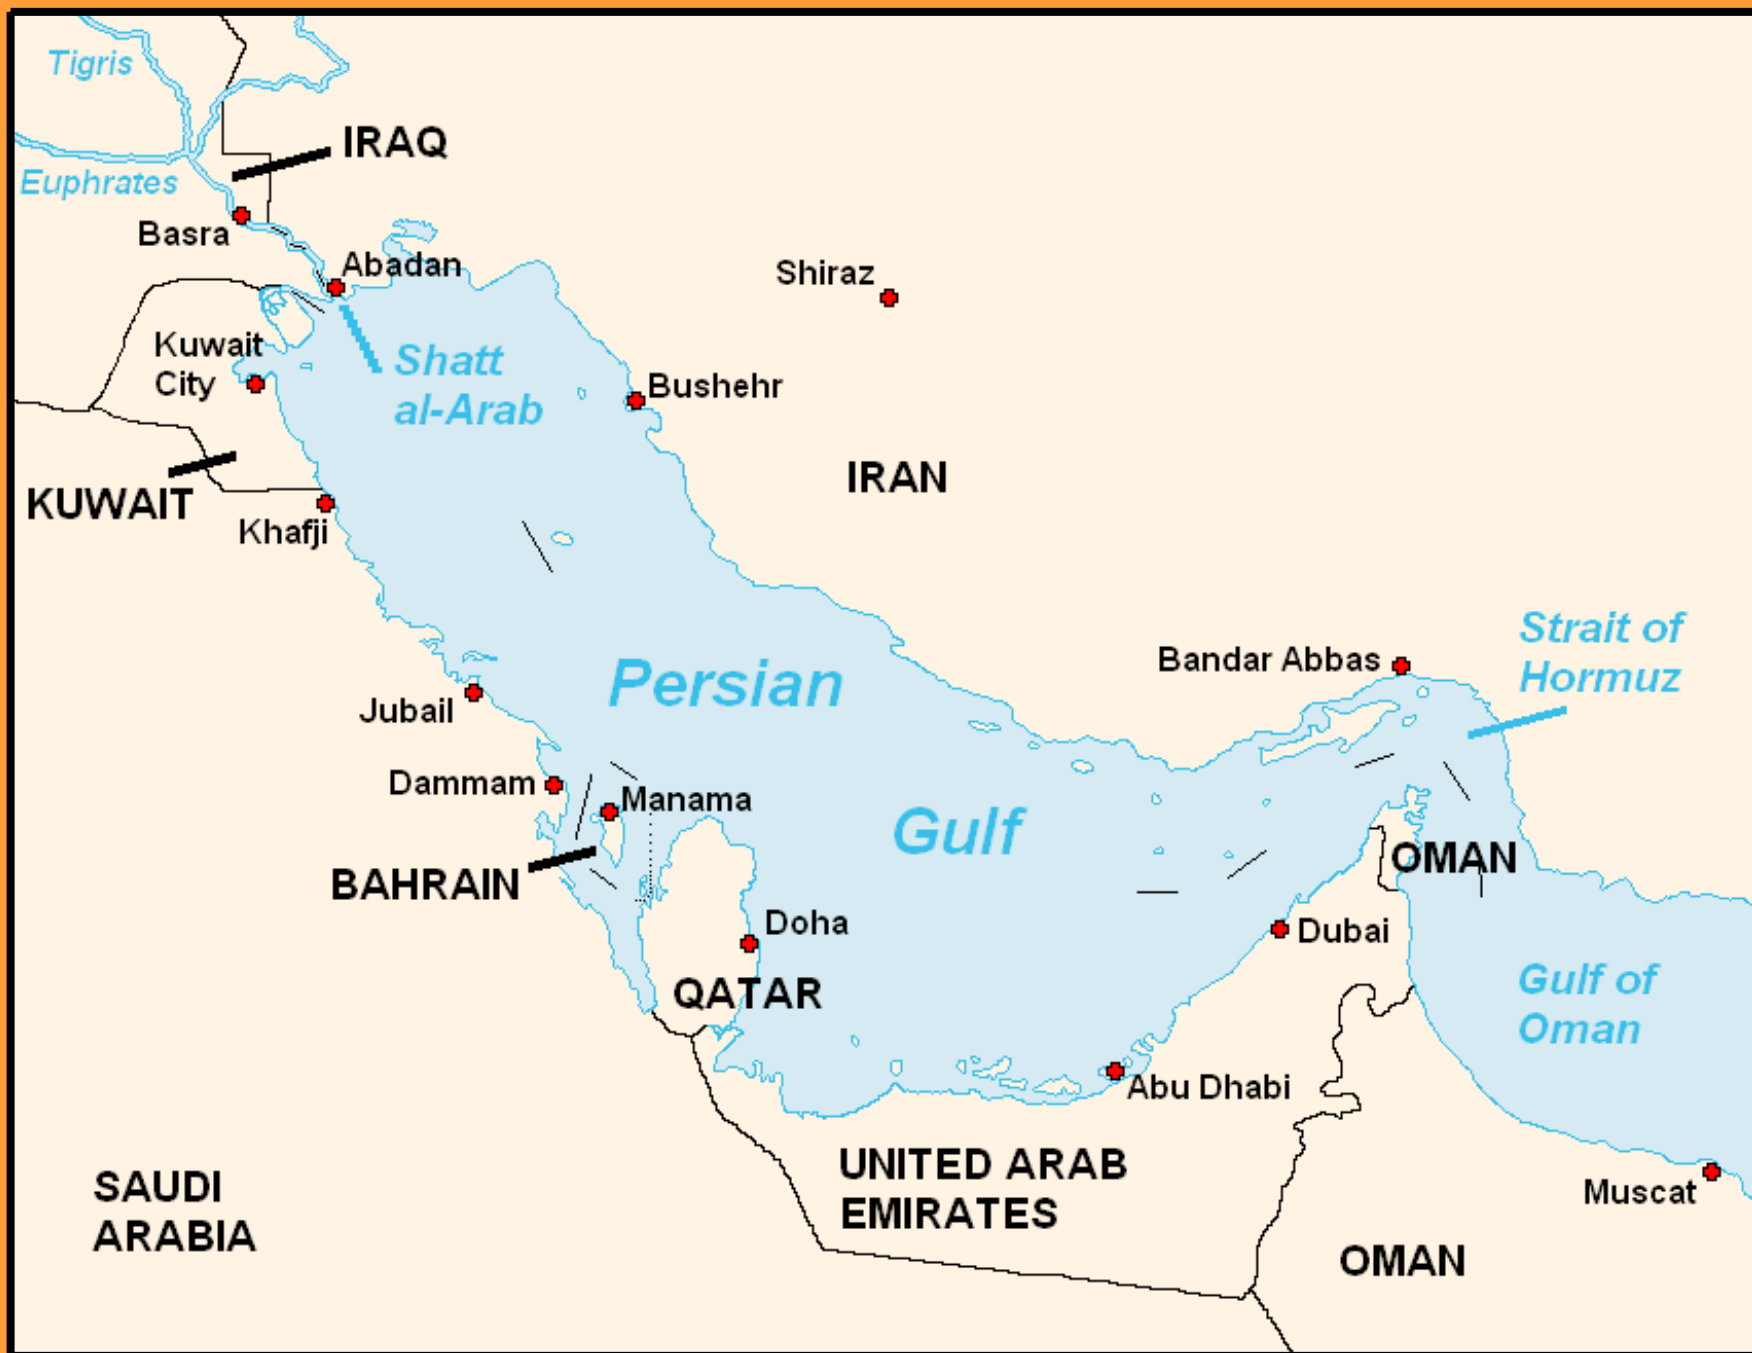 Tigris
IRAQ
Euphrates
Basra
Abadan
Shiraz
Kuwait
City
Shatt
al-Arab
Bushehr
IRAN
KUWAIT
Khafji
Strait of
Hormuz
Bandar Abbas
Persian
Jubail
Dammam
Manama
Gulf
BAHRAIN
OMAN
Doha
Dubai
QATAR
Gulf of
Oman
Abu Dhabi
UNITED ARAB
EMIRATES
SAUDI
ARABIA
Muscat
OMAN